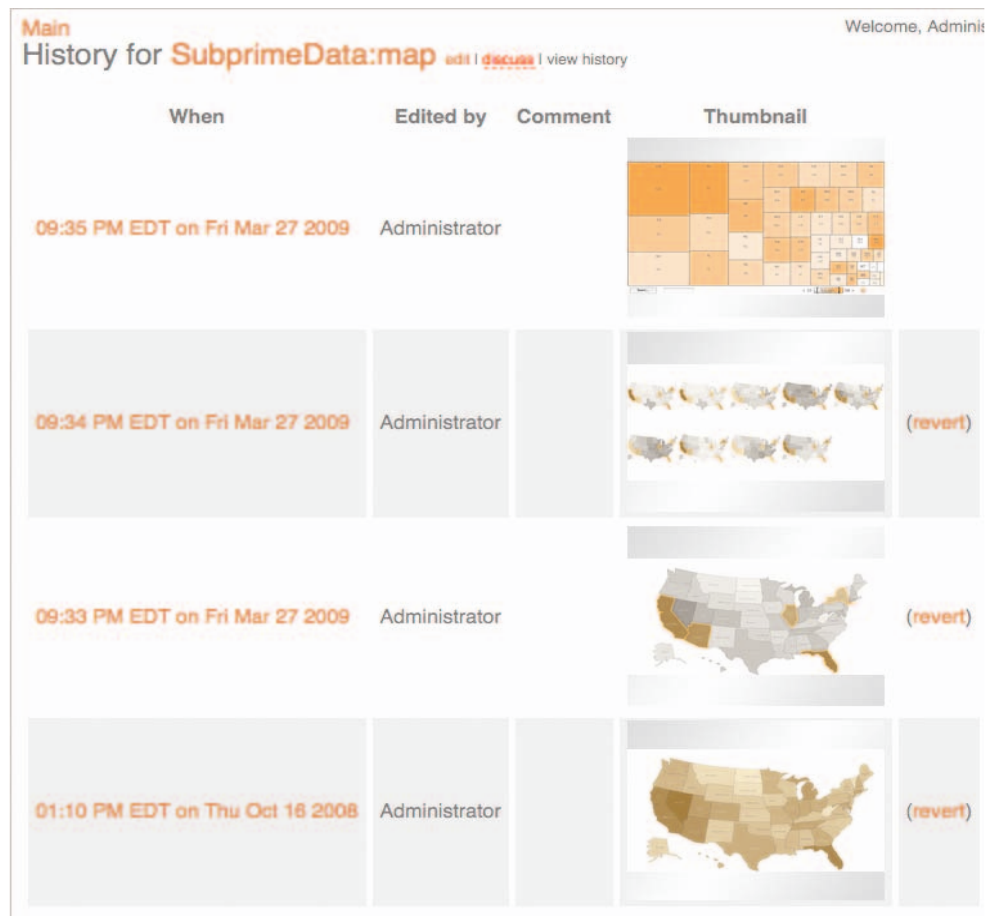 Main
Welcome, Adminis
History for SubprimeData:map edit | discuss | view history
When Edited by Comment Thumbnail
09:35 PM EDT on Fri Mar 27 2009 Administrator
09:34 PM EDT on Fri Mar 27 2009 Administrator (revert)
09:33 PM EDT on Fri Mar 27 2009 Administrator (revert)
01:10 PM EDT on Thu Oct 16 2008 Administrator (revert)